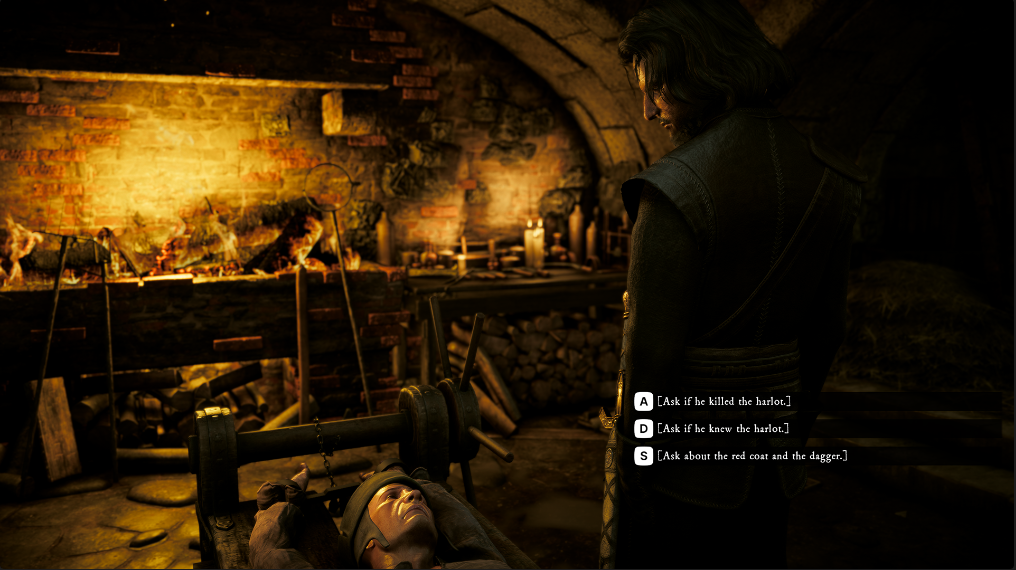 A [Ask if he killed the harlot.]
D [Ask if he knew the harlot.]
S [Ask about the red coat and the dagger.]